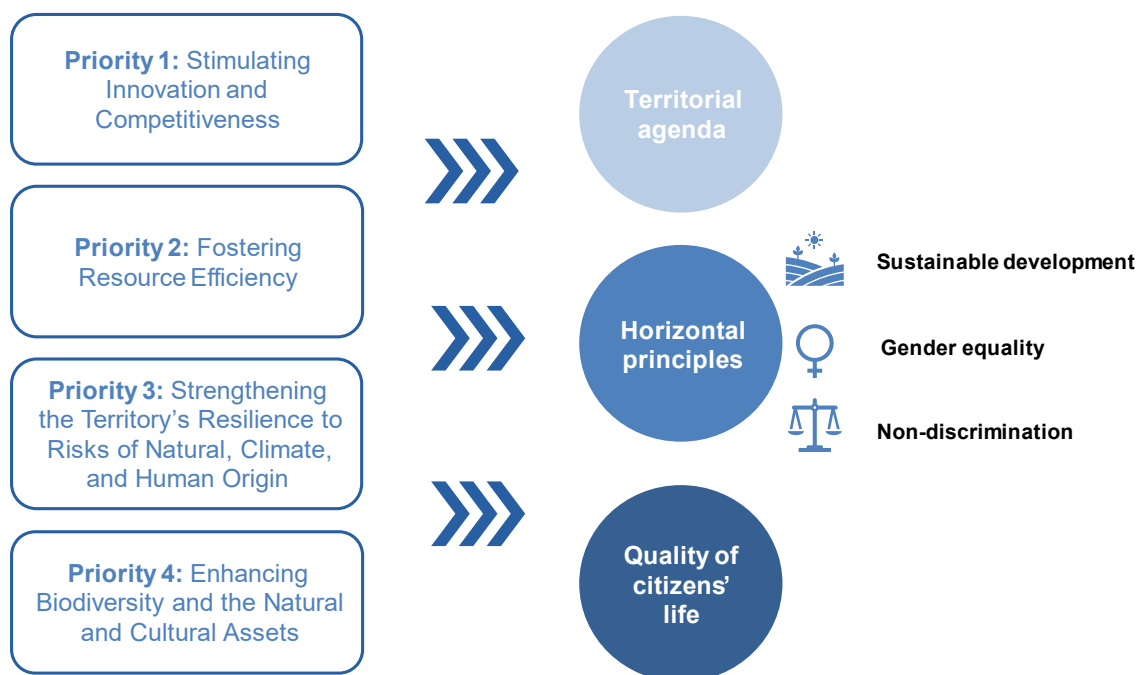 Priority 1: Stimulating
Innovation and
Competitiveness
Priority 2: Fostering
Resource Efficiency
Priority 3: Strengthening
the Territory's Resilience to
Risks of Natural, Climate,
and Human Origin
Priority 4: Enhancing
Biodiversity and the Natural
and Cultural Assets
Territorial
agenda
Horizontal
principles
Sustainable development
Gender equality
Non-discrimination
Quality of
citizens'
life